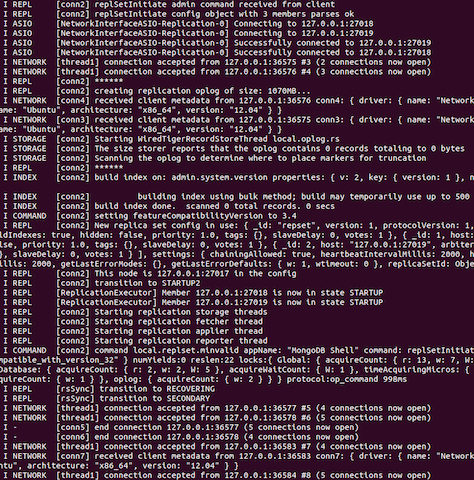 I REPL     [conn2] replSetInitiate admin command received from client
I REPL     [conn2] replSetInitiate config object with 3 members parses ok
I ASIO     [NetworkInterfaceASIO-Replication-0] Connecting to 127.0.0.1:27018
I ASIO     [NetworkInterfaceASIO-Replication-0] Connecting to 127.0.0.1:27019
I ASIO     [NetworkInterfaceASIO-Replication-0] Successfully connected to 127.0.0.1:27019
I ASIO     [NetworkInterfaceASIO-Replication-0] Successfully connected to 127.0.0.1:27018
I NETWORK  [thread1] connection accepted from 127.0.0.1:36575 #3 (2 connections now open)
I NETWORK  [thread1] connection accepted from 127.0.0.1:36576 #4 (3 connections now open)
I REPL     [conn2] ******
I REPL     [conn2] creating replication oplog of size: 1070MB...
I NETWORK  [conn4] received client metadata from 127.0.0.1:36576 conn4: { driver: { name: "Networ
ame: "Ubuntu", architecture: "x86_64", version: "12.04" } }
I NETWORK  [conn3] received client metadata from 127.0.0.1:36575 conn3: { driver: { name: "Networ
ame: "Ubuntu", architecture: "x86_64", version: "12.04" } }
I STORAGE  [conn2] Starting WiredTigerRecordStoreThread local.oplog.rs
I STORAGE  [conn2] The size storer reports that the oplog contains 0 records totaling to 0 bytes
I STORAGE  [conn2] Scanning the oplog to determine where to place markers for truncation
I REPL     [conn2] ******
I INDEX    [conn2] build index on: admin.system.version properties: { v: 2, key: { version: 1 }, n
I INDEX    [conn2]      building index using bulk method; build may temporarily use up to 500
I INDEX    [conn2] build index done. scanned 0 total records. 0 secs
I COMMAND  [conn2] setting featureCompatibilityVersion to 3.4
I REPL     [conn2] New replica set config in use: { _id: "repset", version: 1, protocolVersion: 1,
ldIndexes: true, hidden: false, priority: 1.0, tags: {}, slaveDelay: 0, votes: 1 }, { _id: 1, host
lse, priority: 1.0, tags: {}, slaveDelay: 0, votes: 1 }, { _id: 2, host: "127.0.0.1:27019", arbiter
}, slaveDelay: 0, votes: 1 } ], settings: { chainingAllowed: true, heartbeatIntervalMillis: 2000, h
illis: 2000, getLastErrorModes: {}, getLastErrorDefaults: { w: 1, wtimeout: 0 }, replicaSetId: Obje
I REPL     [conn2] This node is 127.0.0.1:27017 in the config
I REPL     [conn2] transition to STARTUP2
I REPL     [ReplicationExecutor] Member 127.0.0.1:27018 is now in state STARTUP
I REPL     [ReplicationExecutor] Member 127.0.0.1:27019 is now in state STARTUP
I REPL     [conn2] Starting replication storage threads
I REPL     [conn2] Starting replication fetcher thread
I REPL     [conn2] Starting replication applier thread
I REPL     [conn2] Starting replication reporter thread
I COMMAND  [conn2] command local.replset.minvalid appName: "MongoDB Shell" command: replSetInitiat
ompatible_with_version_32" } numYields:0 reslen:22 locks:{ Global: { acquireCount: { r: 13, w: 7, W:
Database: { acquireCount: { r: 2, w: 2, W: 5 }, acquireWaitCount: { W: 1 }, timeAcquiringMicros: {
Count: { w: 1 } }, oplog: { acquireCount: { w: 2 } } } protocol:op_command 998ms
I REPL     [rsSync] transition to RECOVERING
I REPL     [rsSync] transition to SECONDARY
I NETWORK  [thread1] connection accepted from 127.0.0.1:36577 #5 (4 connections now open)
I NETWORK  [thread1] connection accepted from 127.0.0.1:36578 #6 (5 connections now open)
I -        [conn5] end connection 127.0.0.1:36577 (5 connections now open)
I -        [conn6] end connection 127.0.0.1:36578 (4 connections now open)
I NETWORK  [thread1] connection accepted from 127.0.0.1:36583 #7 (4 connections now open)
I NETWORK  [conn7] received client metadata from 127.0.0.1:36583 conn7: { driver: { name: "Networ
untu", architecture: "x86_64", version: "12.04" } }
I NETWORK  [thread1] connection accepted from 127.0.0.1:36584 #8 (5 connections now open)